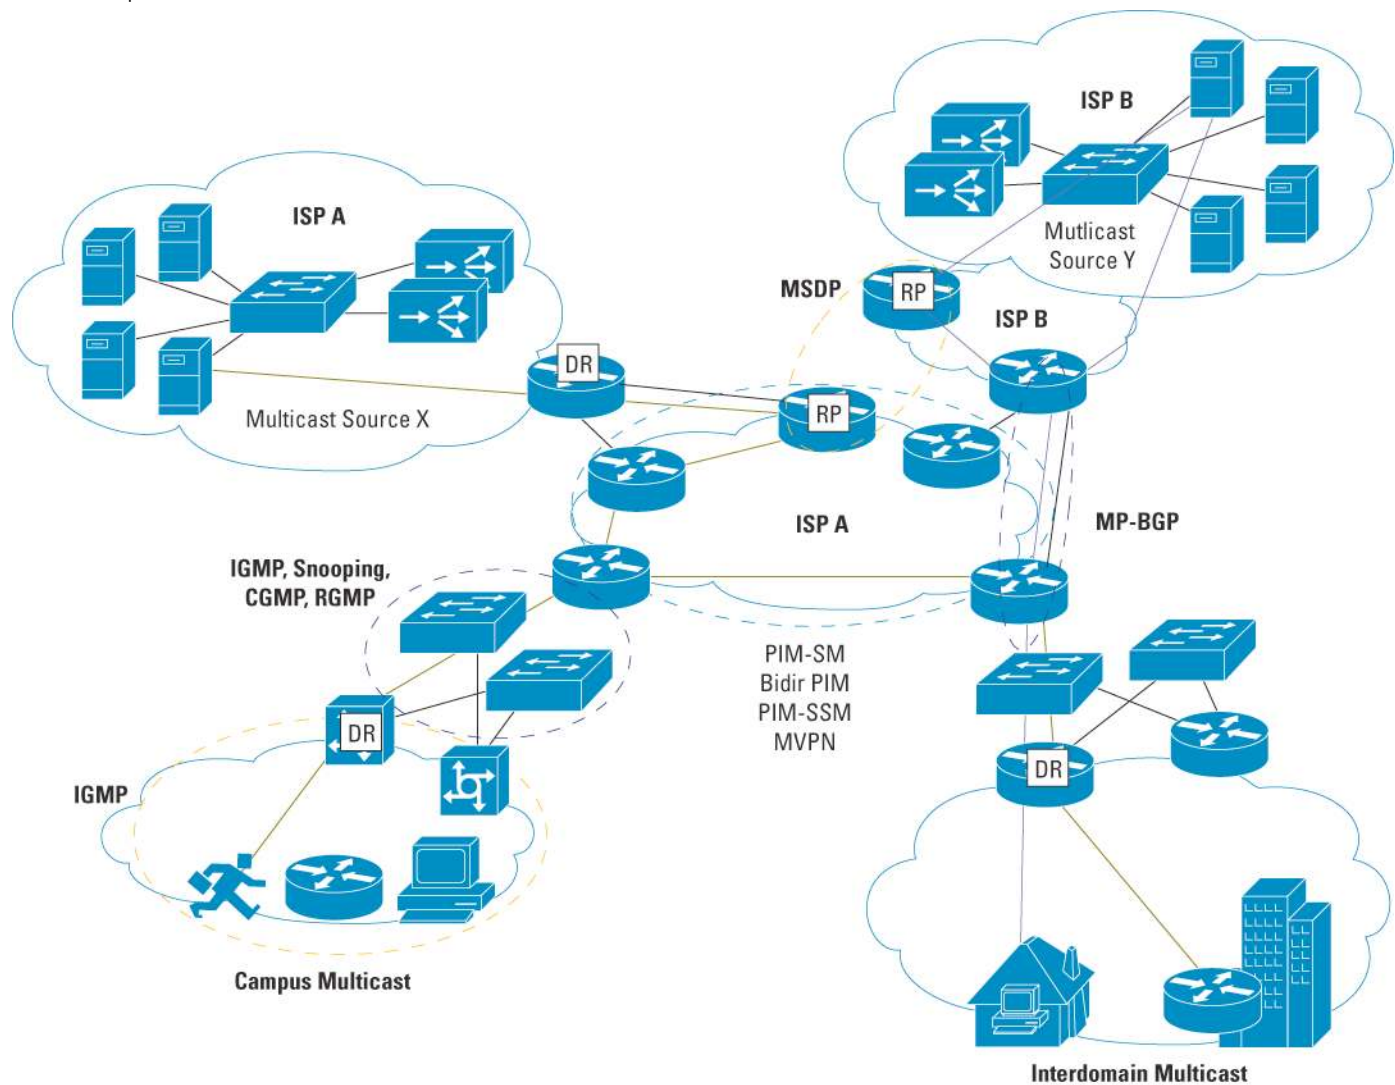 ISP B
ISP A
Mutlicast
Source Y
MSDP
RP
ISP B
DR
Multicast Source X
RP
ISP A
MP-BGP
IGMP, Snooping,
CGMP, RGMP
PIM-SM
Bidir PIM
PIM-SSM
MVPN
DR
DR
IGMP
Campus Multicast
Interdomain Multicast